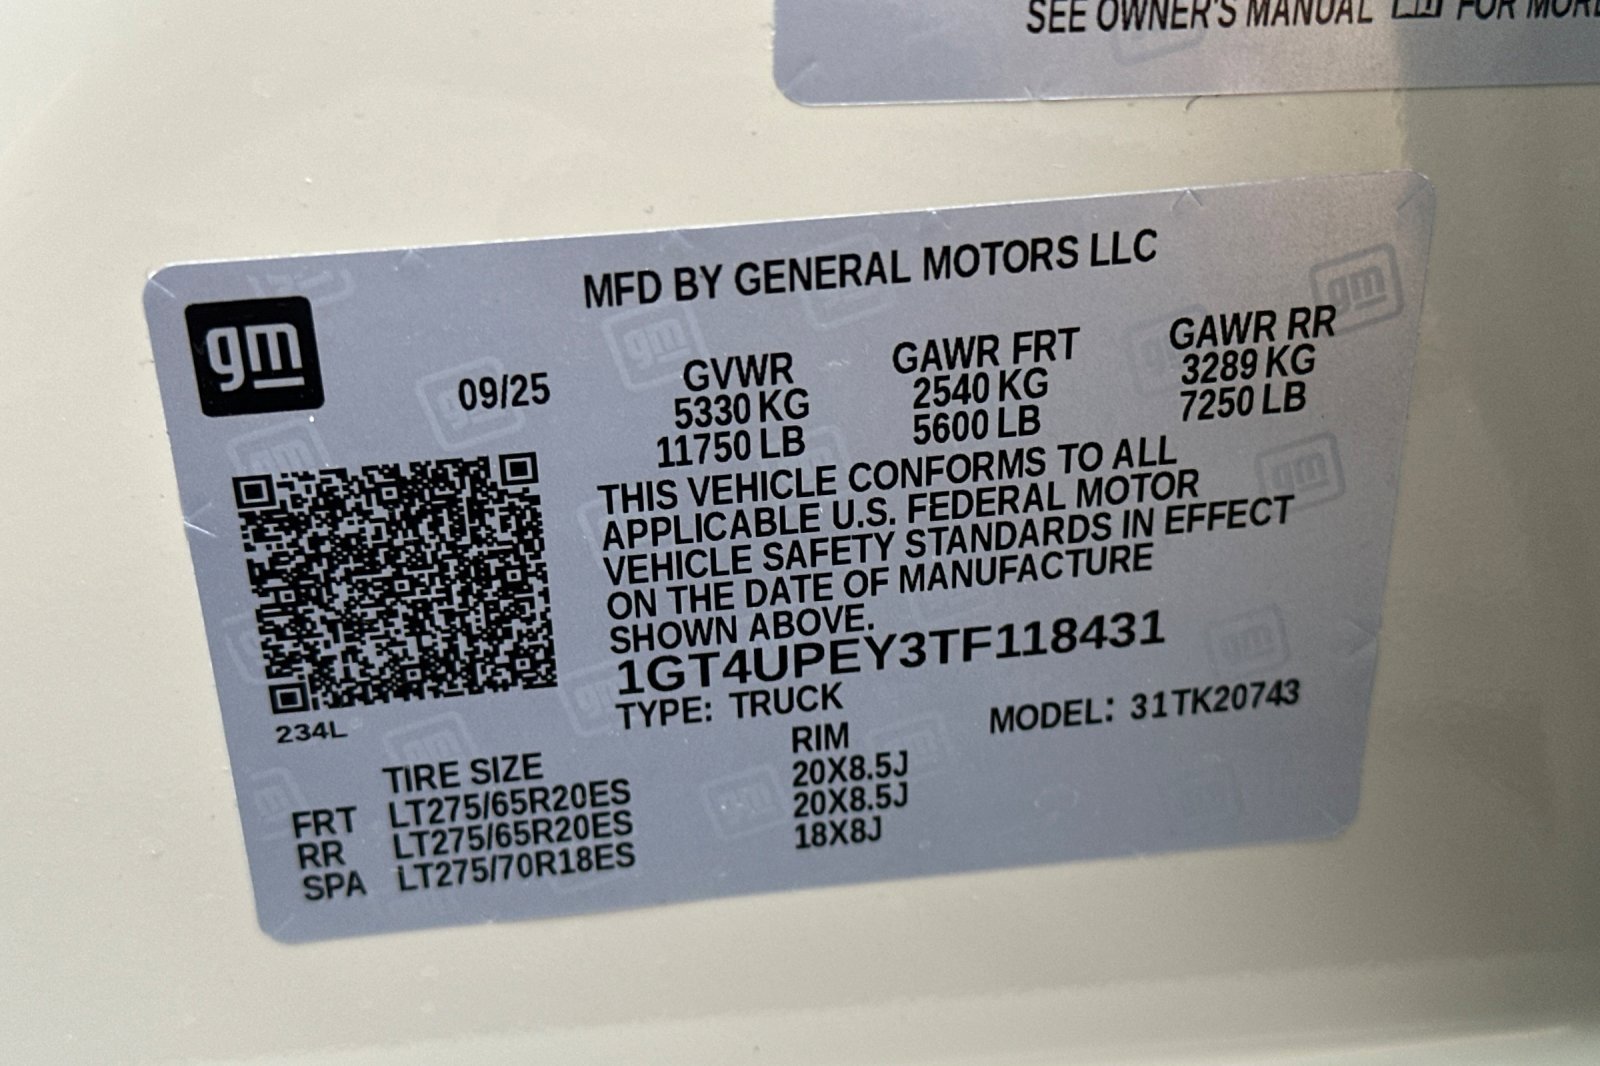 SEE OWNER'S MANUAL FOR MORE
MFD BY GENERAL MOTORS LLC
gm
09/25
GVWR GAWR FRT GAWR RR
5330 KG 2540 KG 3289 KG
11750 LB 5600 LB 7250 LB
THIS VEHICLE CONFORMS TO ALL
APPLICABLE U.S. FEDERAL MOTOR
VEHICLE SAFETY STANDARDS IN EFFECT
ON THE DATE OF MANUFACTURE
SHOWN ABOVE.
1GT4UPEY3TF118431
TYPE: TRUCK MODEL: 31TK20743
234L
TIRE SIZE RIM
FRT LT275/65R20ES 20X8.5J
RR LT275/65R20ES 20X8.5J
SPA LT275/70R18ES 18X8J